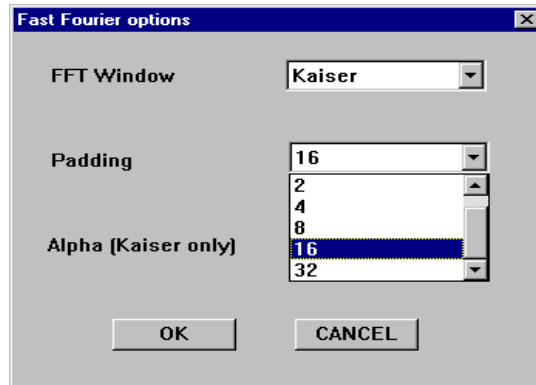 Fast Fourier options
FFT Window Kaiser
Padding 16
2
4
8
Alpha (Kaiser only) 16
32
OK CANCEL